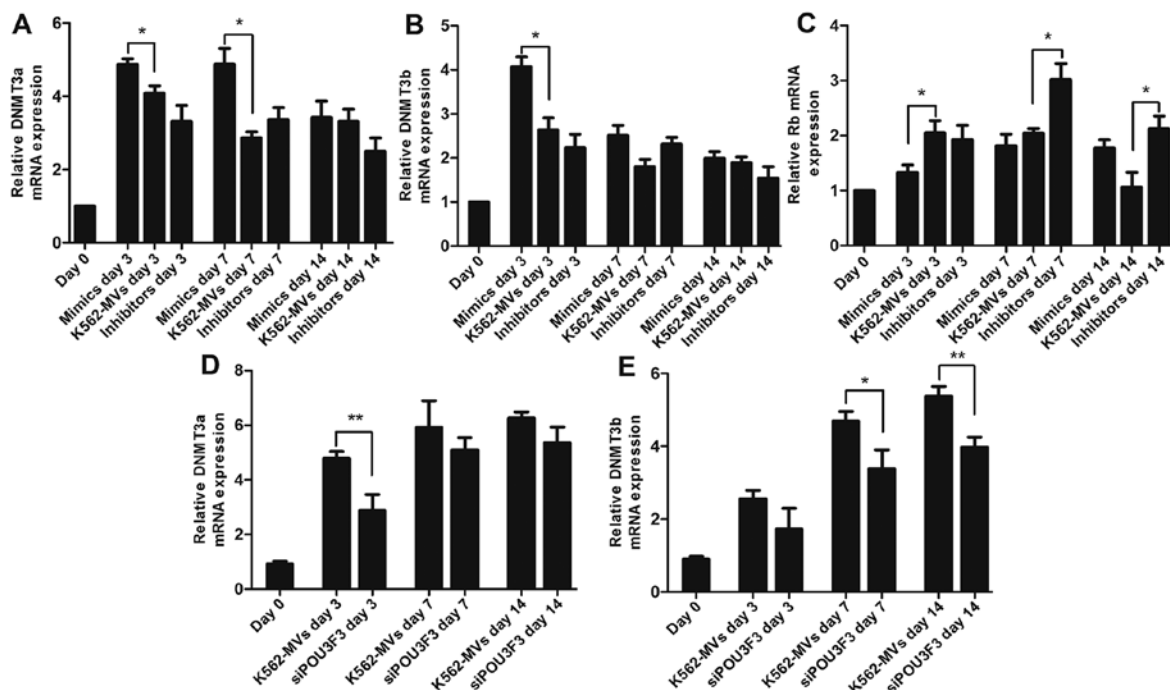 A
Relative DNMT3a
mRNA expression
6
4
2
0
*
*
Day 0
Mimics day 3
K562-MVs day 3
Inhibitors day 3
Mimics day 7
K562-MVs day 7
Inhibitors day 7
Mimics day 14
K562-MVs day 14
Inhibitors day 14
B
Relative DNMT3b
mRNA expression
5
4
3
2
1
0
*
Day 0
Mimics day 3
K562-MVs day 3
Inhibitors day 3
Mimics day 7
K562-MVs day 7
Inhibitors day 7
Mimics day 14
K562-MVs day 14
Inhibitors day 14
C
Relative Rb mRNA
expression
4
3
2
1
0
*
*
*
Day 0
Mimics day 3
K562-MVs day 3
Inhibitors day 3
Mimics day 7
K562-MVs day 7
Inhibitors day 7
Mimics day 14
K562-MVs day 14
Inhibitors day 14
D
Relative DNMT3a
mRNA expression
8
6
4
2
0
**
Day 0
K562-MVs day 3
siPOU3F3 day 3
K562-MVs day 7
siPOU3F3 day 7
K562-MVs day 14
siPOU3F3 day 14
E
Relative DNMT3b
mRNA expression
6
4
2
0
*
**
Day 0
K562-MVs day 3
siPOU3F3 day 3
K562-MVs day 7
siPOU3F3 day 7
K562-MVs day 14
siPOU3F3 day 14